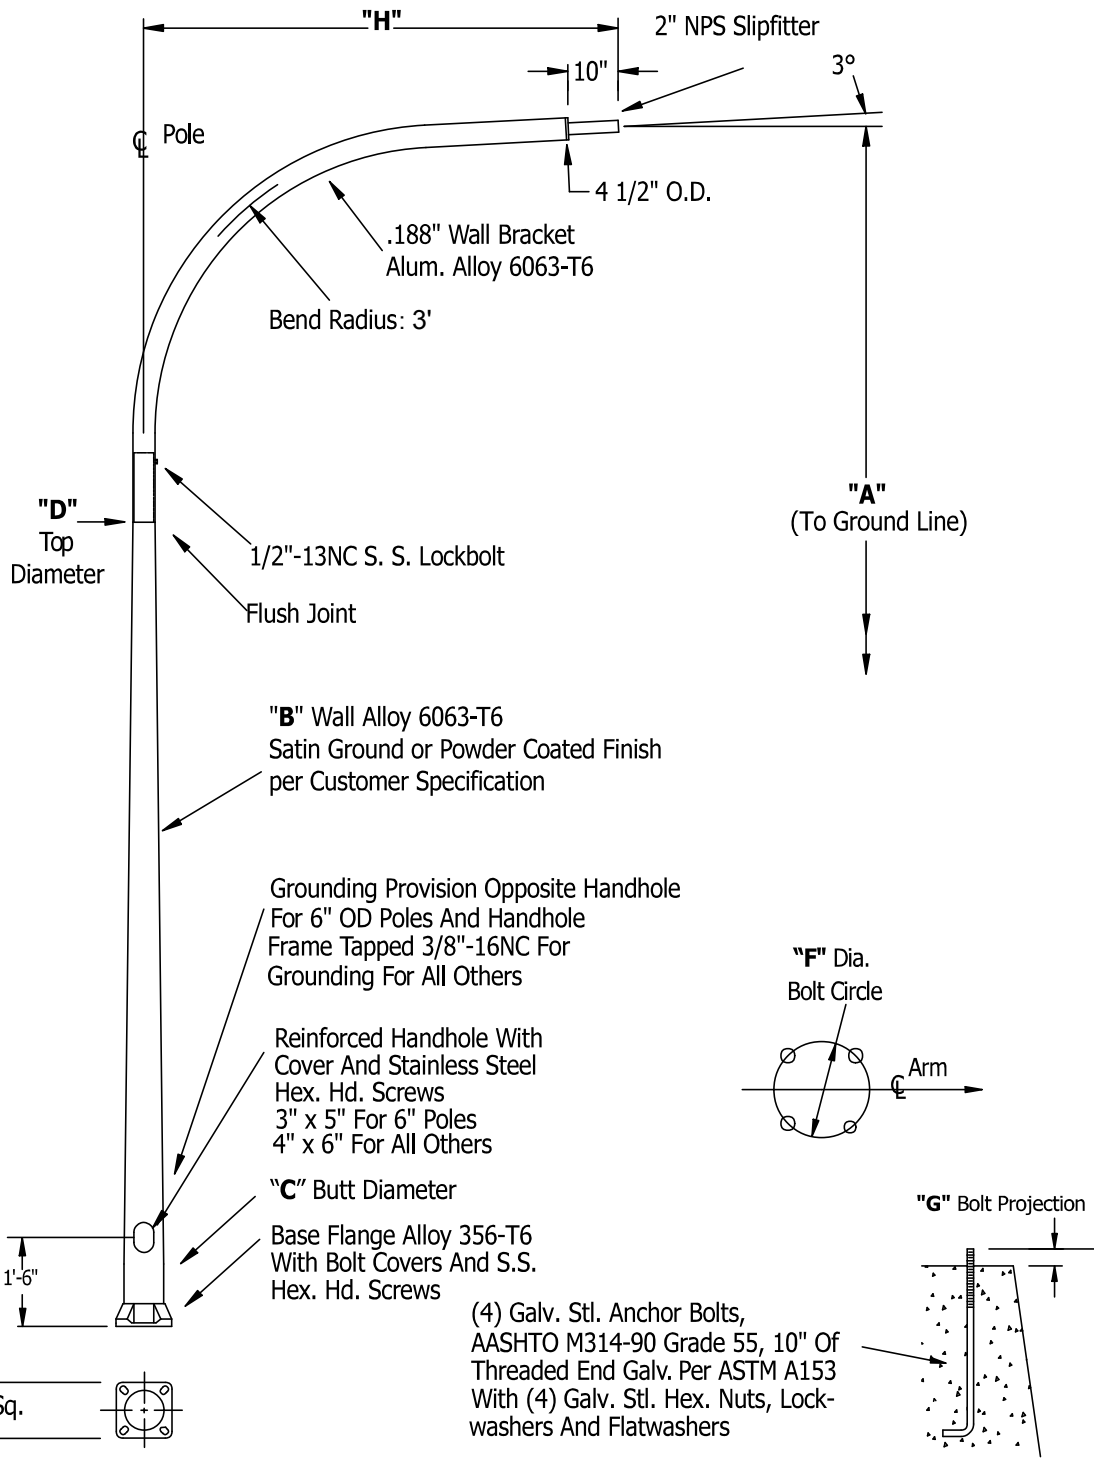 "H"
2" NPS Slipfitter
10"
3°
℄ Pole
4 1/2" O.D.
.188" Wall Bracket
Alum. Alloy 6063-T6
Bend Radius: 3'
"A"
(To Ground Line)
"D"
Top
Diameter
1/2"-13NC S. S. Lockbolt
Flush Joint
"B" Wall Alloy 6063-T6
Satin Ground or Powder Coated Finish
per Customer Specification
Grounding Provision Opposite Handhole
For 6" OD Poles And Handhole
Frame Tapped 3/8"-16NC For
Grounding For All Others
"F" Dia.
Bolt Circle
℄ Arm
Reinforced Handhole With
Cover And Stainless Steel
Hex. Hd. Screws
3" x 5" For 6" Poles
4" x 6" For All Others
"C" Butt Diameter
"G" Bolt Projection
Base Flange Alloy 356-T6
With Bolt Covers And S.S.
Hex. Hd. Screws
1'-6"
(4) Galv. Stl. Anchor Bolts,
AASHTO M314-90 Grade 55, 10" Of
Threaded End Galv. Per ASTM A153
With (4) Galv. Stl. Hex. Nuts, Lock-
washers And Flatwashers